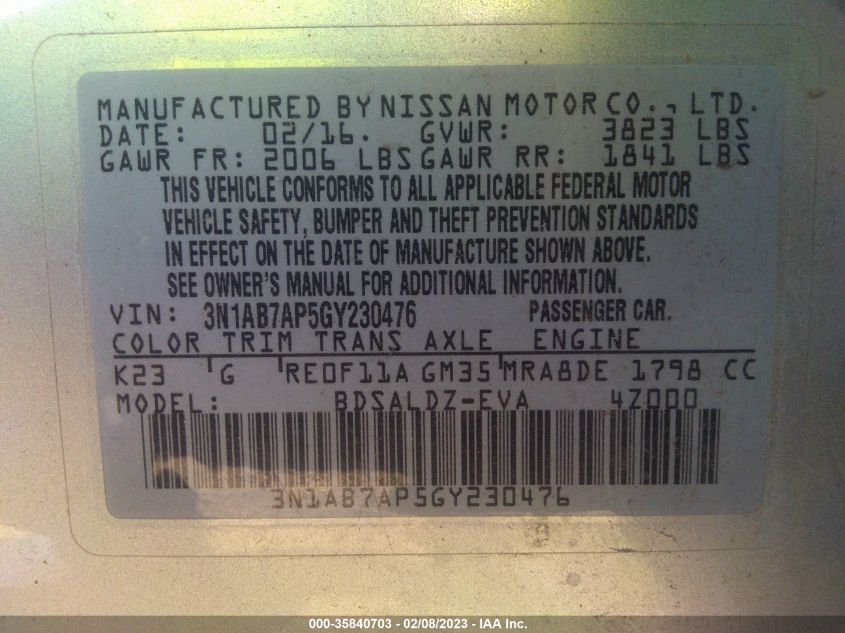 MANUFACTURED BY NISSAN MOTOR CO., LTD.
DATE: 02/16. GVWR: 3823 LBS
GAWR FR: 2006 LBS GAWR RR: 1841 LBS
THIS VEHICLE CONFORMS TO ALL APPLICABLE FEDERAL MOTOR
VEHICLE SAFETY, BUMPER AND THEFT PREVENTION STANDARDS
IN EFFECT ON THE DATE OF MANUFACTURE SHOWN ABOVE.
SEE OWNER'S MANUAL FOR ADDITIONAL INFORMATION.
VIN: 3N1AB7AP5GY230476 PASSENGER CAR.
COLOR TRIM TRANS AXLE ENGINE
K23 G RE0F11A GM35 MRA8DE 1798 CC
MODEL: BDSALDZ-EVA 4Z000
3N1AB7AP5GY230476
000-35840703 - 02/08/2023 - IAA Inc.